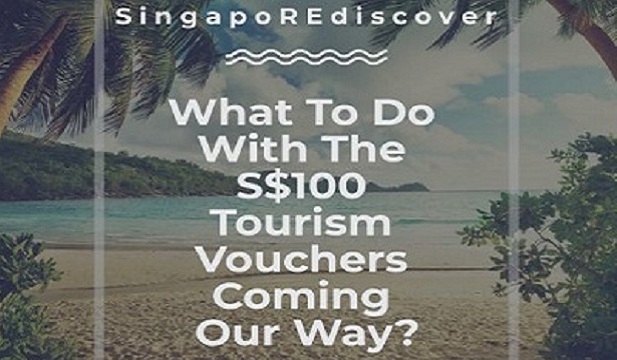 SingapoREdiscover
What To Do
With The
S$100
Tourism
Vouchers
Coming
Our Way?